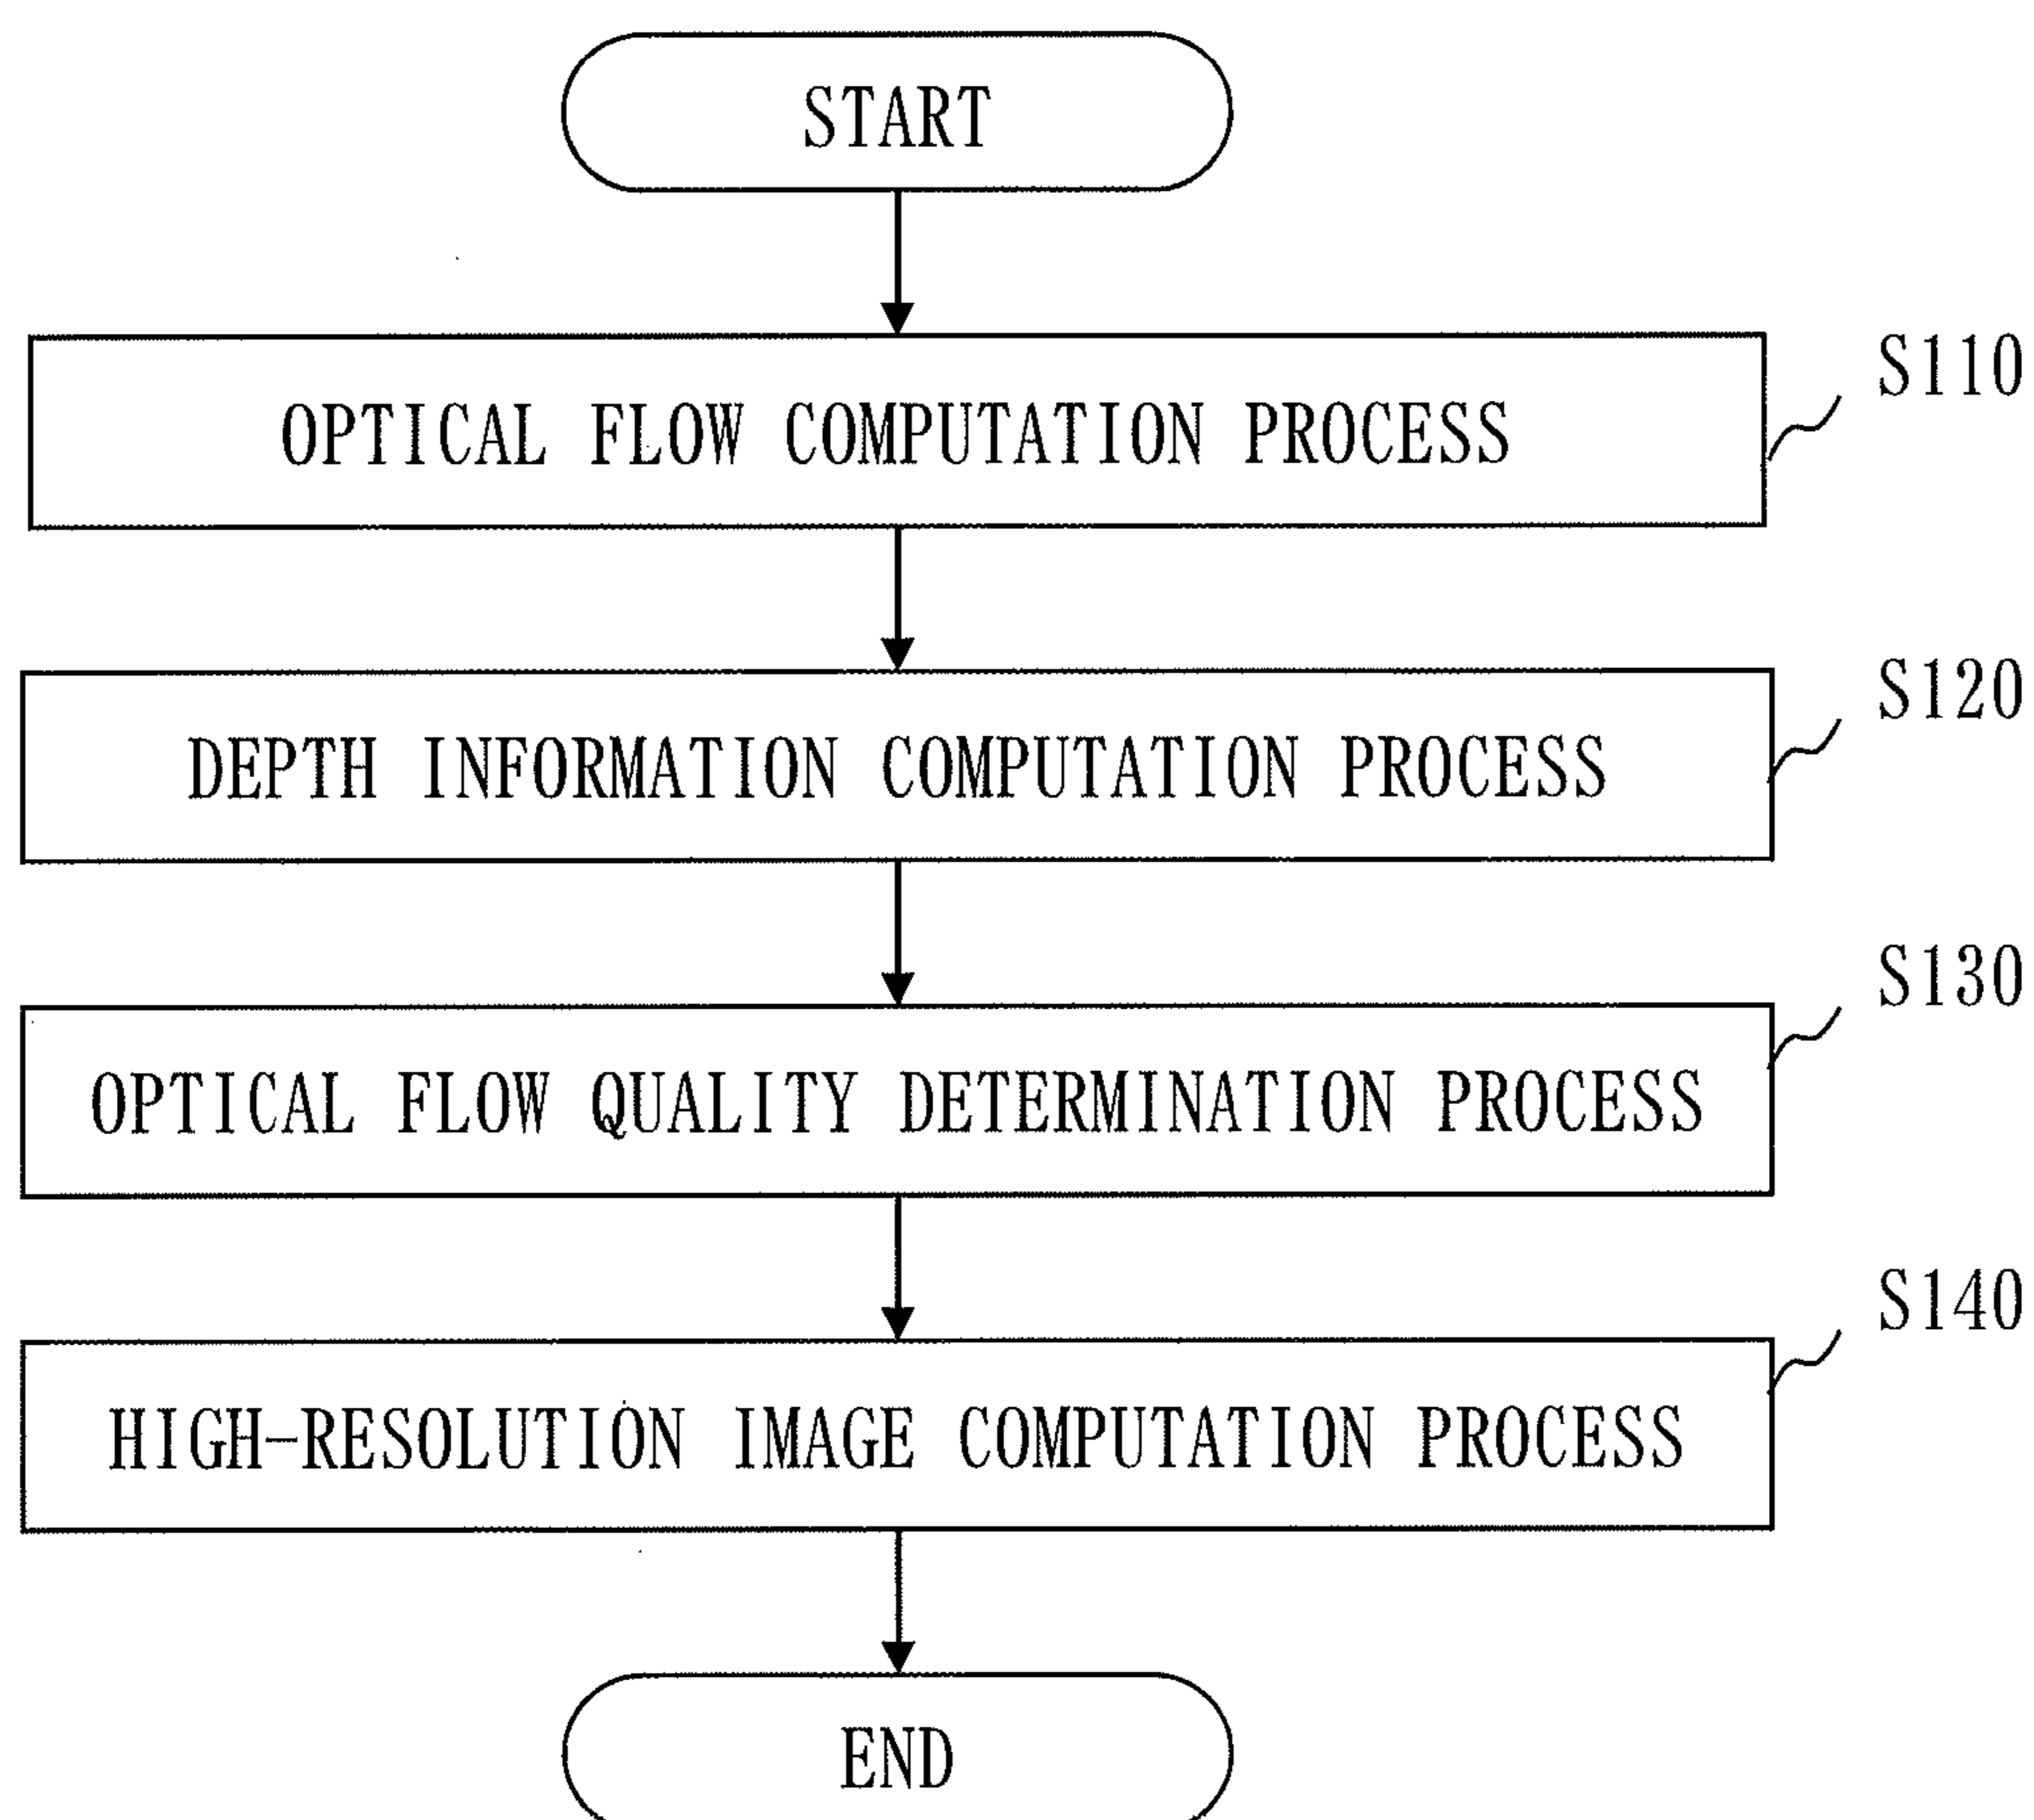 START
OPTICAL FLOW COMPUTATION PROCESS
S110
DEPTH INFORMATION COMPUTATION PROCESS
S120
OPTICAL FLOW QUALITY DETERMINATION PROCESS
S130
HIGH-RESOLUTION IMAGE COMPUTATION PROCESS
S140
END